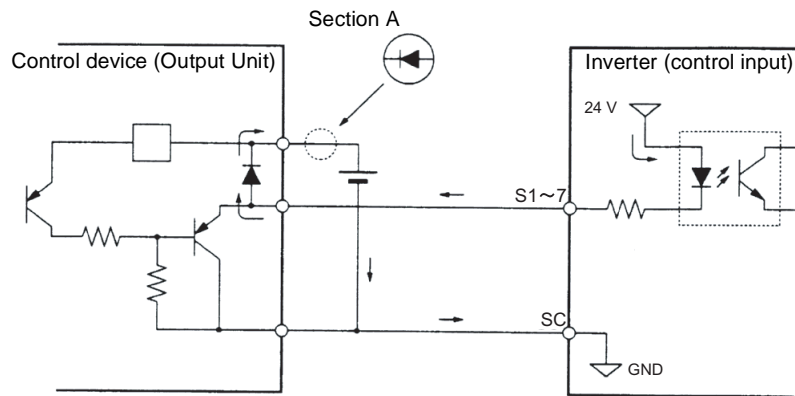 Section A
Control device (Output Unit)
Inverter (control input)
24 V
S1～7
SC
GND